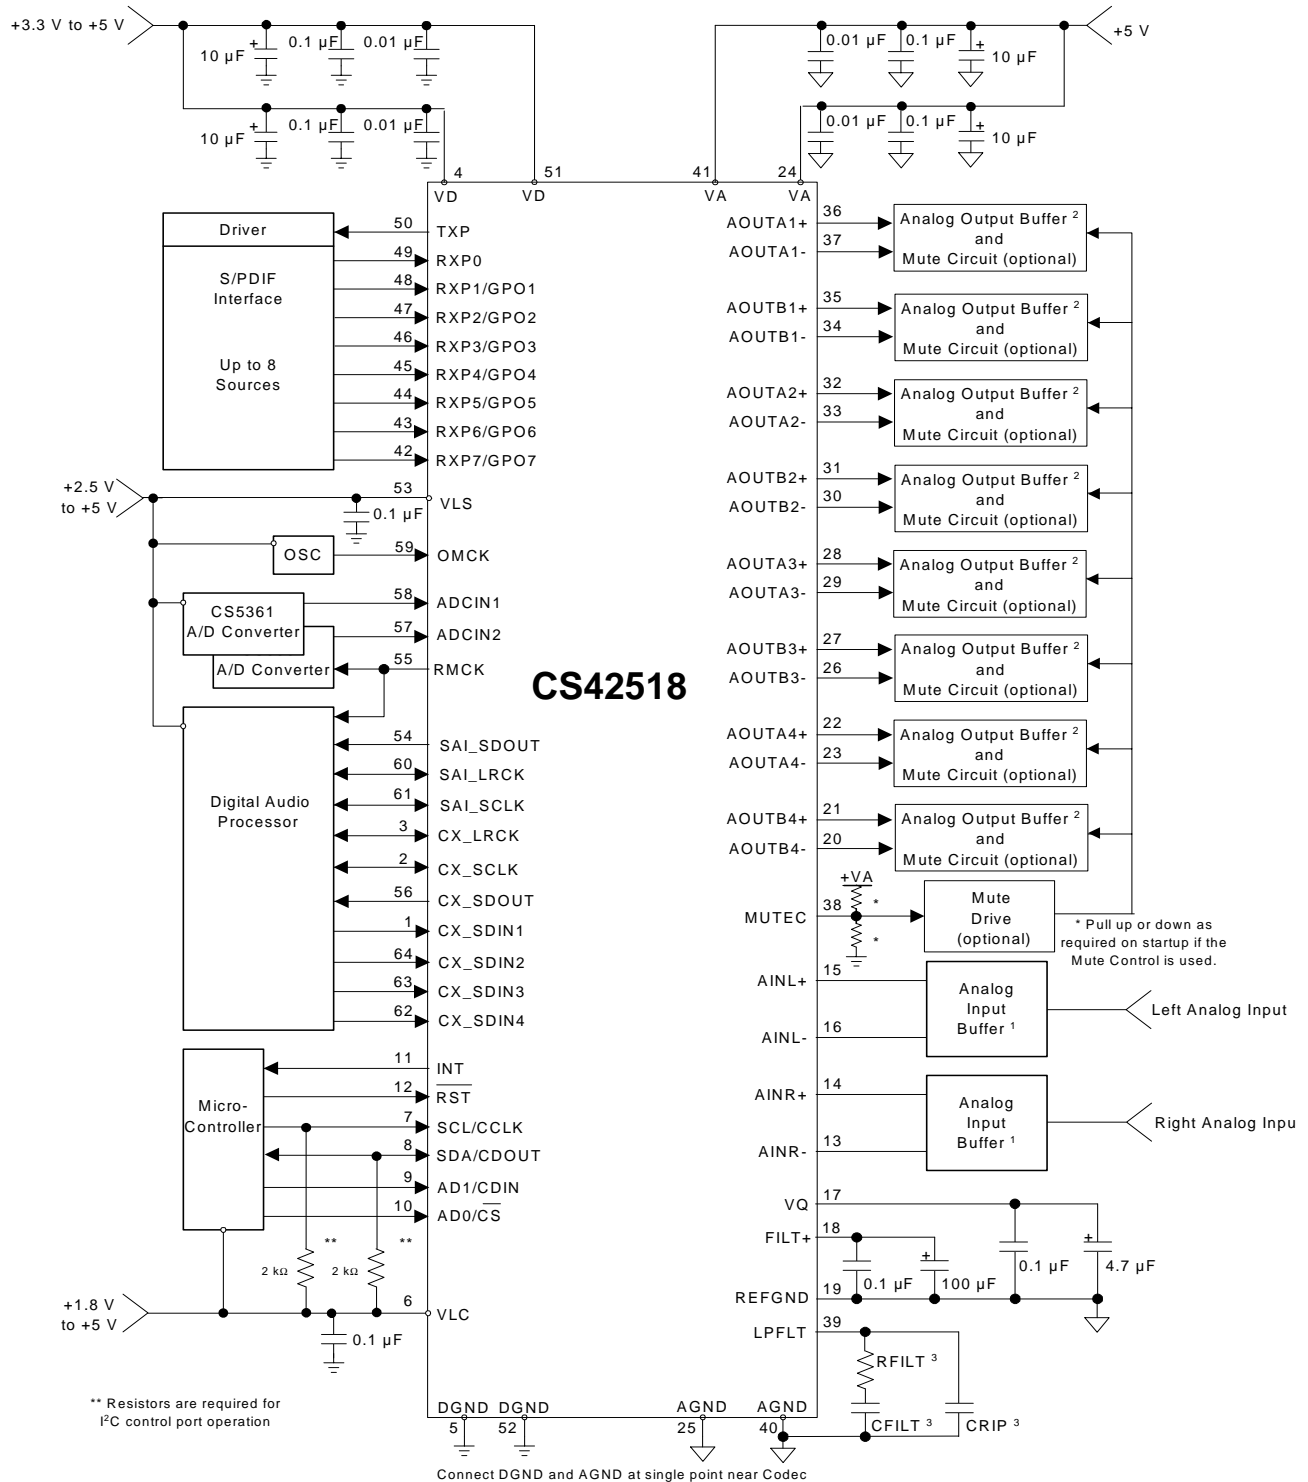 +3.3 V to +5 V
10 µF
+
0.1 µF
0.01 µF
10 µF
+
0.1 µF
0.01 µF
0.01 µF
0.1 µF
+
10 µF
+5 V
0.01 µF
0.1 µF
+
10 µF
4
51
41
24
VD
VD
VA
VA
Driver
S/PDIF
Interface
Up to 8
Sources
50
TXP
49
RXP0
48
RXP1/GPO1
47
RXP2/GPO2
46
RXP3/GPO3
45
RXP4/GPO4
44
RXP5/GPO5
43
RXP6/GPO6
42
RXP7/GPO7
+2.5 V
to +5 V
53
VLS
0.1 µF
OSC
59
OMCK
CS5361
A/D Converter
A/D Converter
58
ADCIN1
57
ADCIN2
55
RMCK
Digital Audio
Processor
54
SAI_SDOUT
60
SAI_LRCK
61
SAI_SCLK
3
CX_LRCK
2
CX_SCLK
56
CX_SDOUT
1
CX_SDIN1
64
CX_SDIN2
63
CX_SDIN3
62
CX_SDIN4
Micro-
Controller
11
INT
12
RST
7
SCL/CCLK
8
SDA/CDOUT
9
AD1/CDIN
10
AD0/CS
**
2 kΩ
**
2 kΩ
+1.8 V
to +5 V
6
VLC
0.1 µF
** Resistors are required for
I²C control port operation
CS42518
AOUTA1+
36
AOUTA1-
37
Analog Output Buffer ²
and
Mute Circuit (optional)
AOUTB1+
35
AOUTB1-
34
Analog Output Buffer ²
and
Mute Circuit (optional)
AOUTA2+
32
AOUTA2-
33
Analog Output Buffer ²
and
Mute Circuit (optional)
AOUTB2+
31
AOUTB2-
30
Analog Output Buffer ²
and
Mute Circuit (optional)
AOUTA3+
28
AOUTA3-
29
Analog Output Buffer ²
and
Mute Circuit (optional)
AOUTB3+
27
AOUTB3-
26
Analog Output Buffer ²
and
Mute Circuit (optional)
AOUTA4+
22
AOUTA4-
23
Analog Output Buffer ²
and
Mute Circuit (optional)
AOUTB4+
21
AOUTB4-
20
Analog Output Buffer ²
and
Mute Circuit (optional)
+VA
*
*
MUTEC
38
Mute
Drive
(optional)
* Pull up or down as
required on startup if the
Mute Control is used.
AINL+
15
AINL-
16
Analog
Input
Buffer ¹
Left Analog Input
AINR+
14
AINR-
13
Analog
Input
Buffer ¹
Right Analog Inpu
VQ
17
FILT+
18
0.1 µF
+
100 µF
0.1 µF
+
4.7 µF
REFGND
19
LPFLT
39
RFILT ³
CFILT ³
CRIP ³
DGND
DGND
AGND
AGND
5
52
25
40
Connect DGND and AGND at single point near Codec